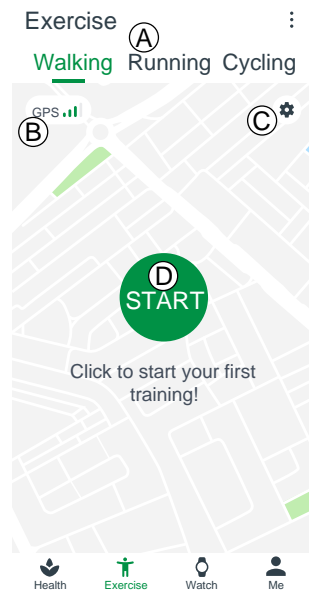 Exercise
A
Walking Running Cycling
GPS
B
C
D
START
Click to start your first
training!
Health Exercise Watch Me